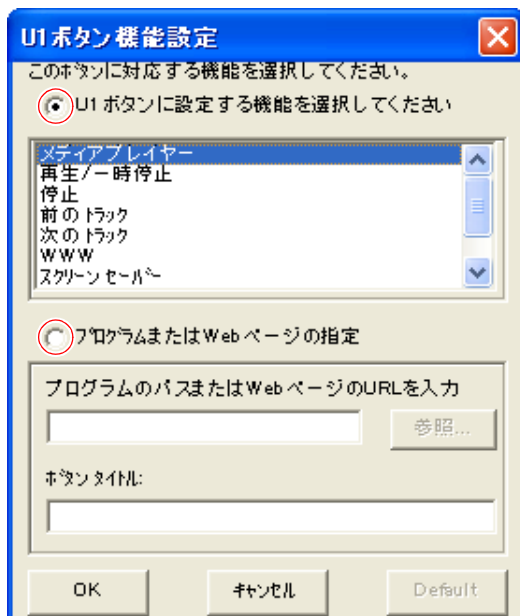 U1ボタン機能設定
このボタンに対応する機能を選択してください。
U1 ボタンに設定する機能を選択してください
メディアプレイヤー
再生/一時停止
停止
前のトラック
次のトラック
WWW
スクリーンセーバー
プログラムまたはWebページの指定
プログラムのパスまたはWebページのURLを入力
参照...
ボタンタイトル:
OK
キャンセル
Default